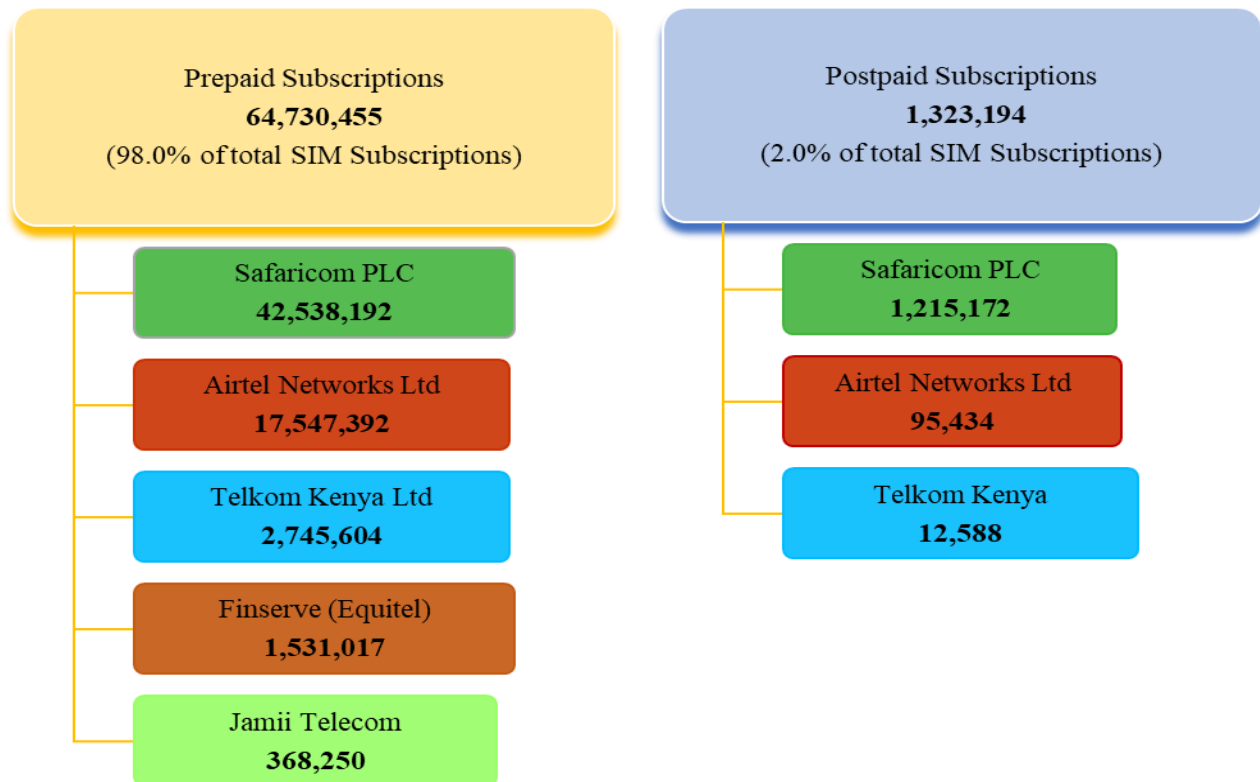 Prepaid Subscriptions
64,730,455
(98.0% of total SIM Subscriptions)
Safaricom PLC
42,538,192
Airtel Networks Ltd
17,547,392
Telkom Kenya Ltd
2,745,604
Finserve (Equitel)
1,531,017
Jamii Telecom
368,250
Postpaid Subscriptions
1,323,194
(2.0% of total SIM Subscriptions)
Safaricom PLC
1,215,172
Airtel Networks Ltd
95,434
Telkom Kenya
12,588